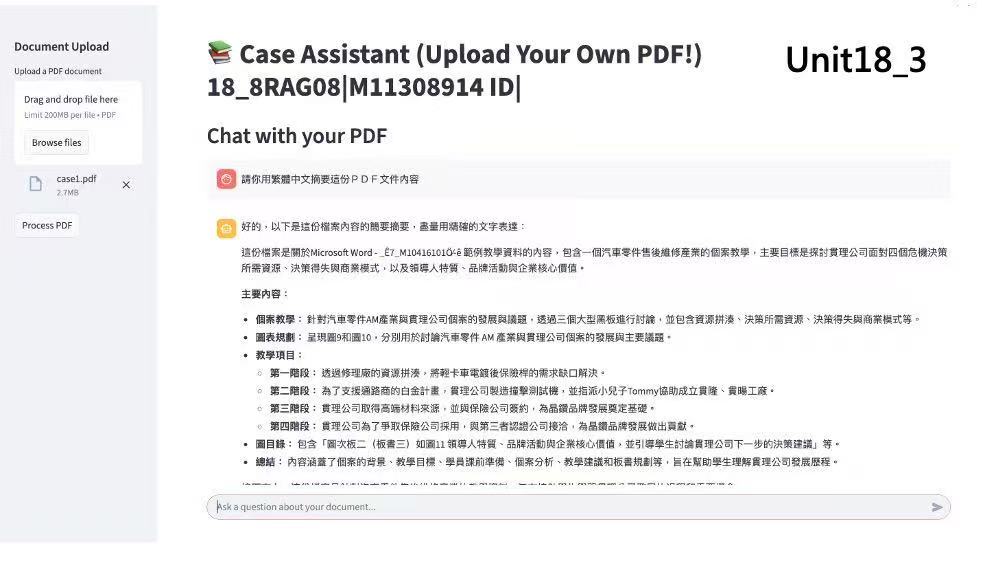 Document Upload
Upload a PDF document
Drag and drop file here
Limit 200MB per file • PDF
Browse files
case1.pdf
2.7MB
Process PDF
Case Assistant (Upload Your Own PDF!)
18_8RAG08|M11308914 ID|
Unit18_3
Chat with your PDF
請你用繁體中文摘要這份ＰＤＦ文件內容
好的，以下是這份檔案內容的簡要摘要，盡量用精確的文字表達：
這份檔案是關於Microsoft Word - _Ë7_M10416101Ö¼ê 範例教學資料的內容，包含一個汽車零件售後維修產業的個案教學，主要目標是探討貫理公司面對四個危機決策
所需資源、決策得失與商業模式，以及領導人特質、品牌活動與企業核心價值。
主要內容：
• 個案教學： 針對汽車零件AM產業與貫理公司個案的發展與議題，透過三個大型黑板進行討論，並包含資源拼湊、決策所需資源、決策得失與商業模式等。
• 圖表規劃： 呈現圖9和圖10，分別用於討論汽車零件 AM 產業與貫理公司個案的發展與主要議題。
• 教學項目：
◦ 第一階段： 透過修理廠的資源拼湊，將輕卡車電鍍後保險桿的需求缺口解決。
◦ 第二階段： 為了支援通路商的白金計畫，貫理公司製造撞擊測試機，並指派小兒子Tommy協助成立貫隆、貫暘工廠。
◦ 第三階段： 貫理公司取得高端材料來源，並與保險公司簽約，為晶鑽品牌發展奠定基礎。
◦ 第四階段： 貫理公司為了爭取保險公司採用，與第三者認證公司接洽，為晶鑽品牌發展做出貢獻。
• 圖目錄： 包含「圖次板二（板書三）如圖11 領導人特質、品牌活動與企業核心價值，並引導學生討論貫理公司下一步的決策建議」等。
• 總結： 內容涵蓋了個案的背景、教學目標、學員課前準備、個案分析、教學建議和板書規劃等，旨在幫助學生理解貫理公司發展歷程。
Ask a question about your document...